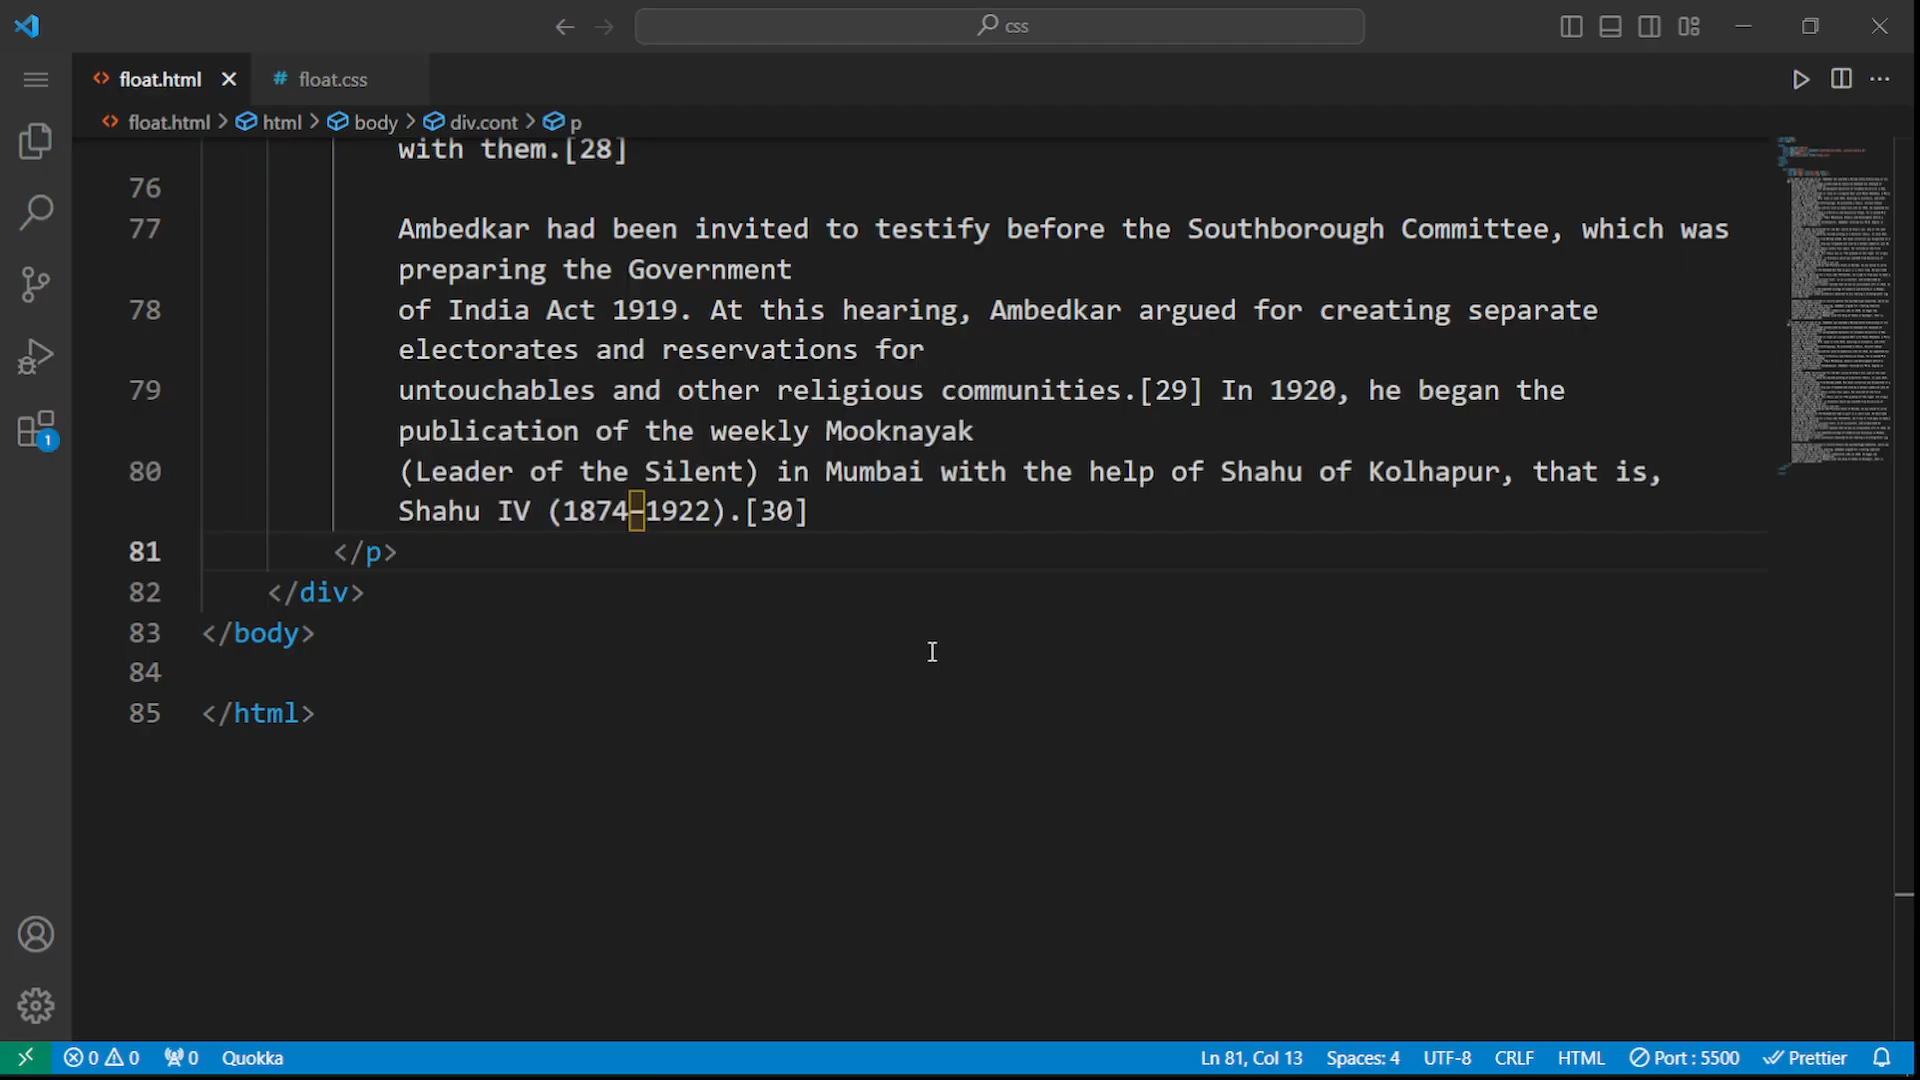 css
float.html
# float.css
float.html > html > body > div.cont > p
with them.[28]
76
77 Ambedkar had been invited to testify before the Southborough Committee, which was
preparing the Government
78 of India Act 1919. At this hearing, Ambedkar argued for creating separate
electorates and reservations for
79 untouchables and other religious communities.[29] In 1920, he began the
publication of the weekly Mooknayak
80 (Leader of the Silent) in Mumbai with the help of Shahu of Kolhapur, that is,
Shahu IV (1874–1922).[30]
81 </p>
82 </div>
83 </body>
84
85 </html>
1
0 0 0 Quokka Ln 81, Col 13 Spaces: 4 UTF-8 CRLF HTML Port : 5500 Prettier